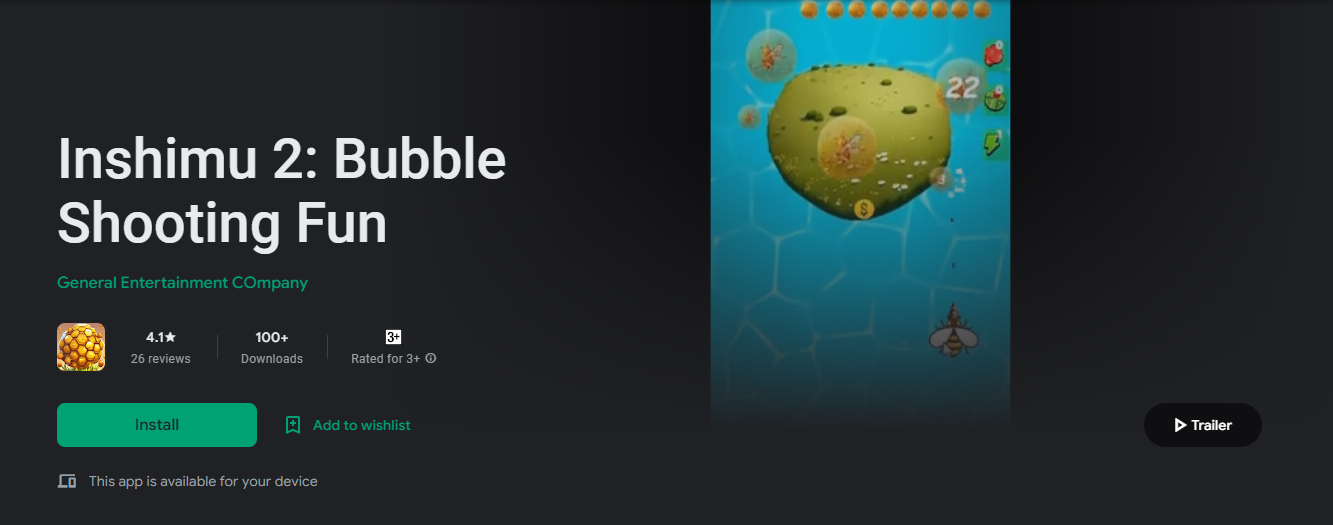 22
3
$
Inshimu 2: Bubble
Shooting Fun
General Entertainment COmpany
4.1★
26 reviews
100+
Downloads
3+
Rated for 3+
Install
Add to wishlist
Trailer
This app is available for your device